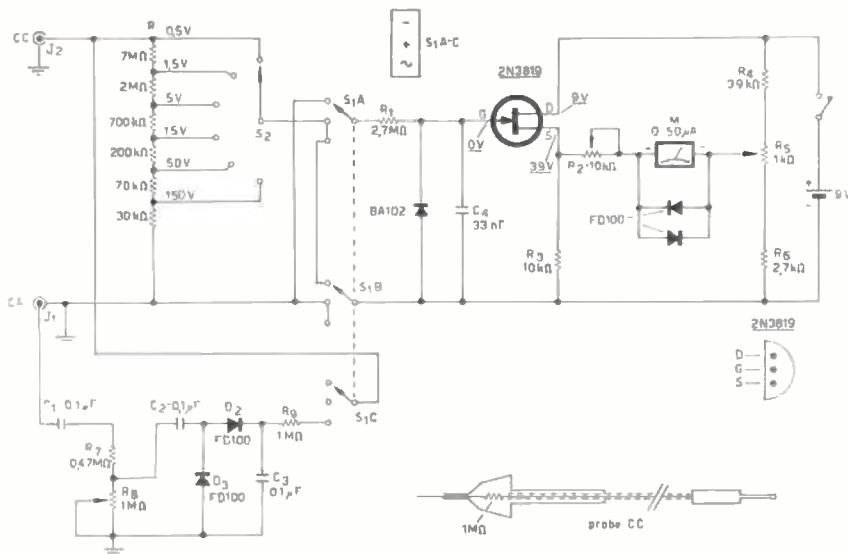 CC
J2
R
0,5V
7MΩ
1,5V
2MΩ
5V
700kΩ
15V
200kΩ
50V
70kΩ
150V
30kΩ
S2
-
+
~
S1A-C
S1A
R1
2,7MΩ
BA102
C4
33nF
2N3819
G
D
S
0V
9V
3,9V
R2-10kΩ
M
0-50µA
+
-
FD100
R3
10kΩ
R4
39kΩ
R5
1kΩ
R6
2,7kΩ
+
-
9V
CA
J1
S1B
S1C
C1 0,1µF
C2-0,1µF
D2
FD100
R9
1MΩ
R7
0,47MΩ
R8
1MΩ
D3
FD100
C3
0,1µF
2N3819
D
G
S
1MΩ
probe CC